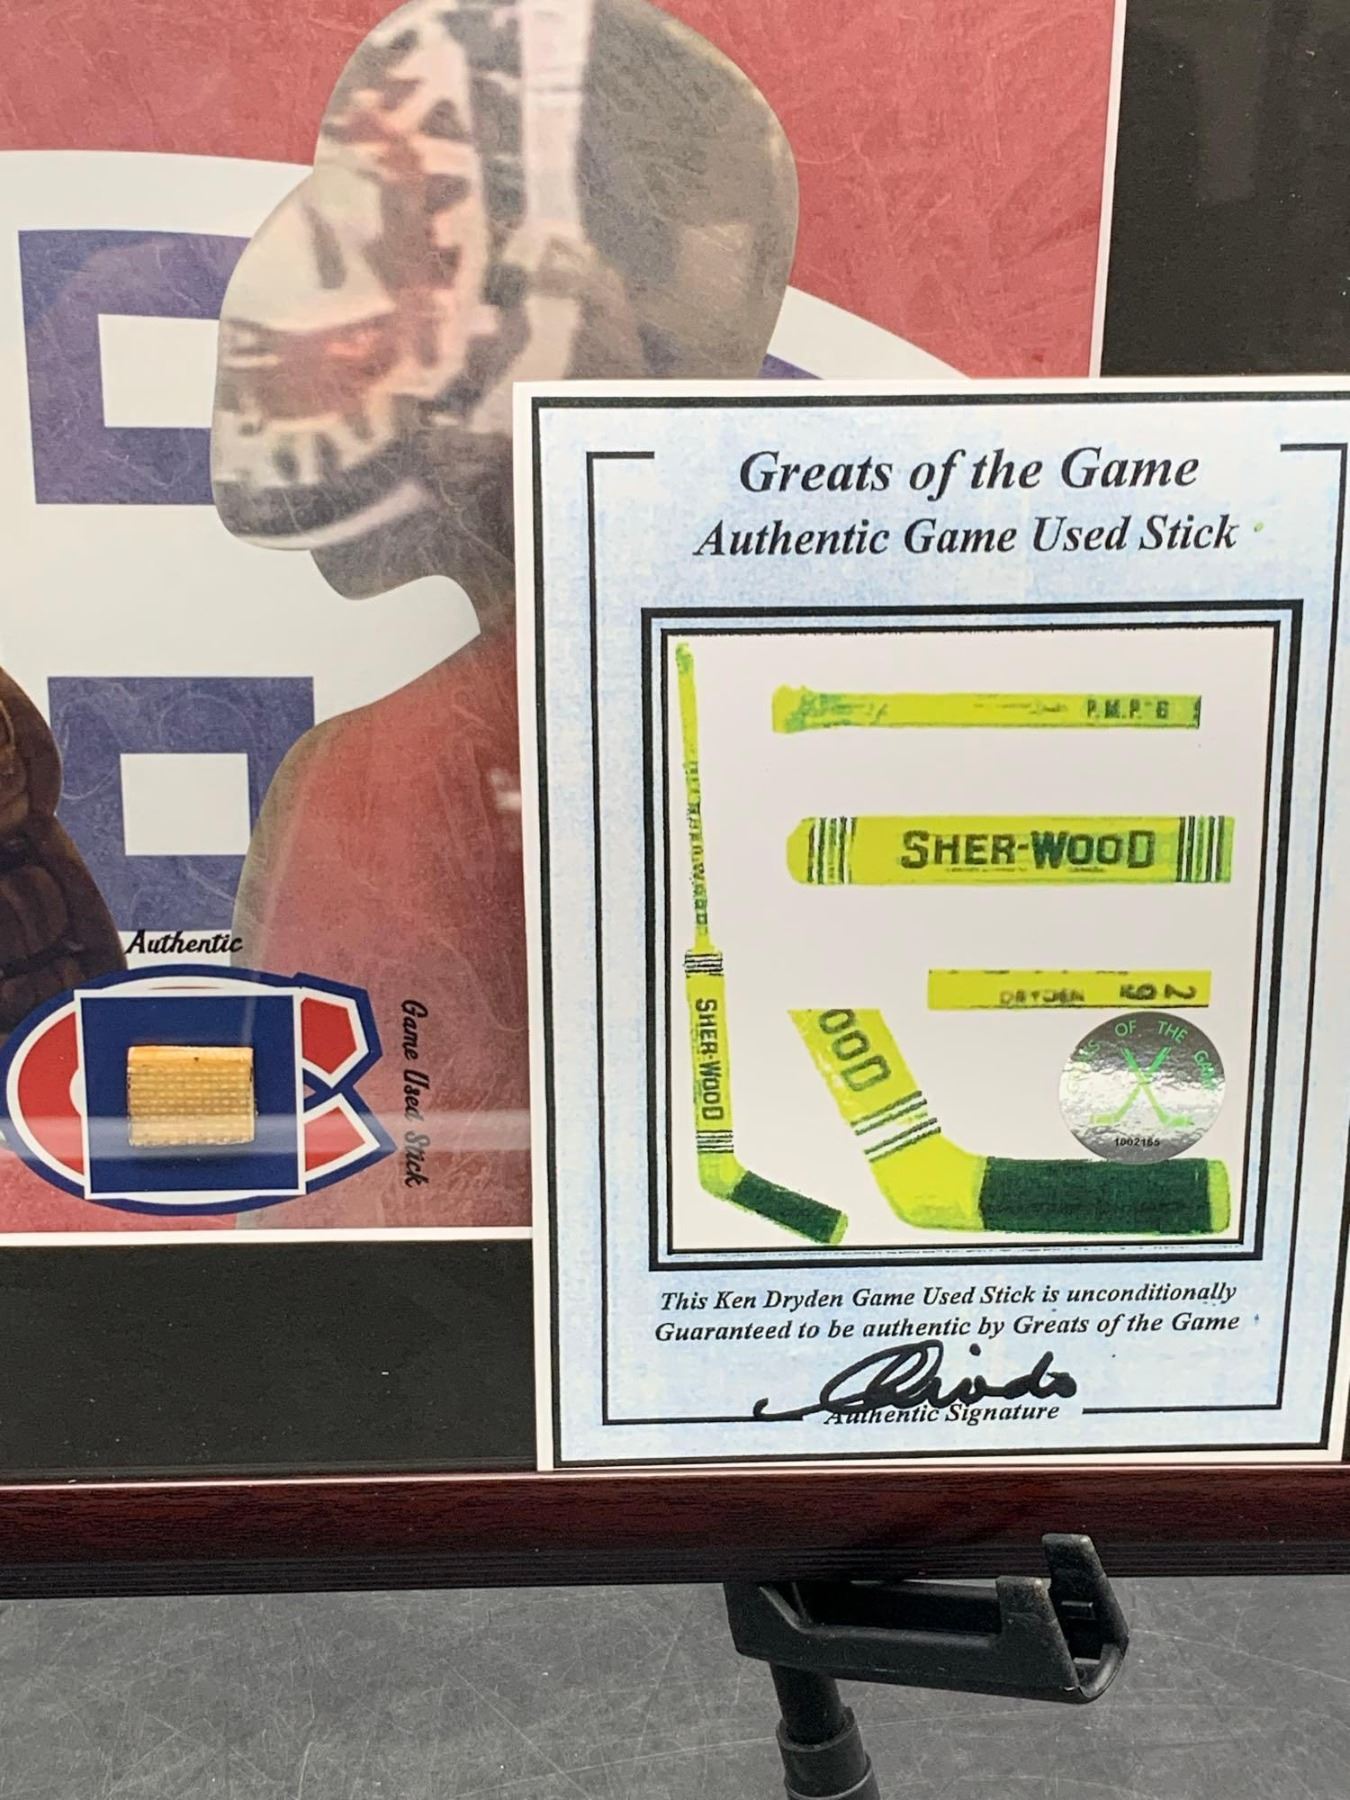 Greats of the Game
Authentic Game Used Stick
P.M.P. 6
SHER-WOOD
DRYDEN 29
SHER-WOOD
OOD
OF THE GAME
1002165
This Ken Dryden Game Used Stick is unconditionally
Guaranteed to be authentic by Greats of the Game
Authentic Signature
Authentic
Game Used Stick